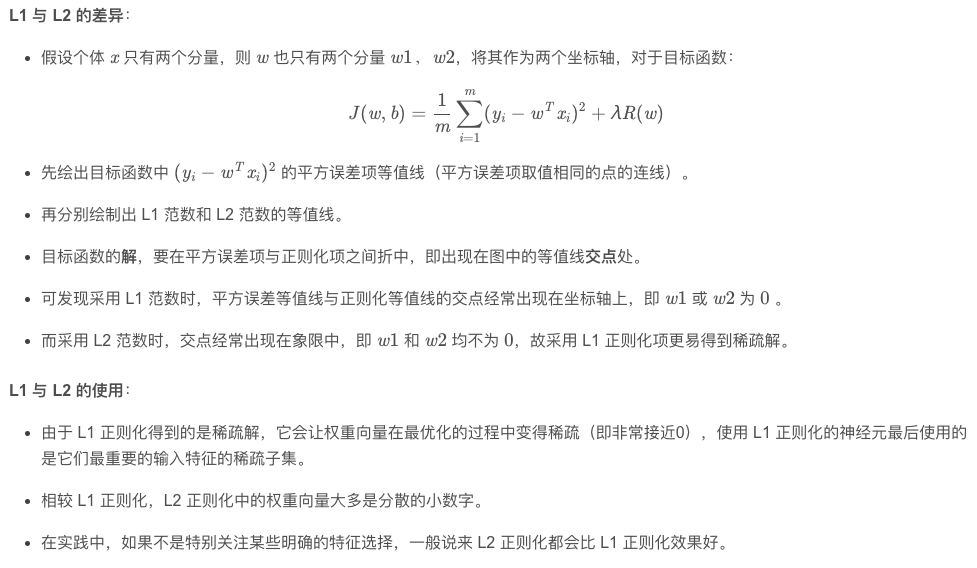 L1 与 L2 的差异：
• 假设个体 x 只有两个分量，则 w 也只有两个分量 w1， w2，将其作为两个坐标轴，对于目标函数：
J(w, b) = \frac{1}{m} \sum_{i=1}^{m} (y_i - w^T x_i)^2 + λR(w)
• 先绘出目标函数中 (y_i - w^T x_i)^2 的平方误差项等值线（平方误差项取值相同的点的连线）。
• 再分别绘制出 L1 范数和 L2 范数的等值线。
• 目标函数的解，要在平方误差项与正则化项之间折中，即出现在图中的等值线交点处。
• 可发现采用 L1 范数时，平方误差等值线与正则化等值线的交点经常出现在坐标轴上，即 w1 或 w2 为 0 。
• 而采用 L2 范数时，交点经常出现在象限中，即 w1 和 w2 均不为 0，故采用 L1 正则化项更易得到稀疏解。
L1 与 L2 的使用：
• 由于 L1 正则化得到的是稀疏解，它会让权重向量在最优化的过程中变得稀疏（即非常接近0），使用 L1 正则化的神经元最后使用的
是它们最重要的输入特征的稀疏子集。
• 相较 L1 正则化，L2 正则化中的权重向量大多是分散的小数字。
• 在实践中，如果不是特别关注某些明确的特征选择，一般说来 L2 正则化都会比 L1 正则化效果好。